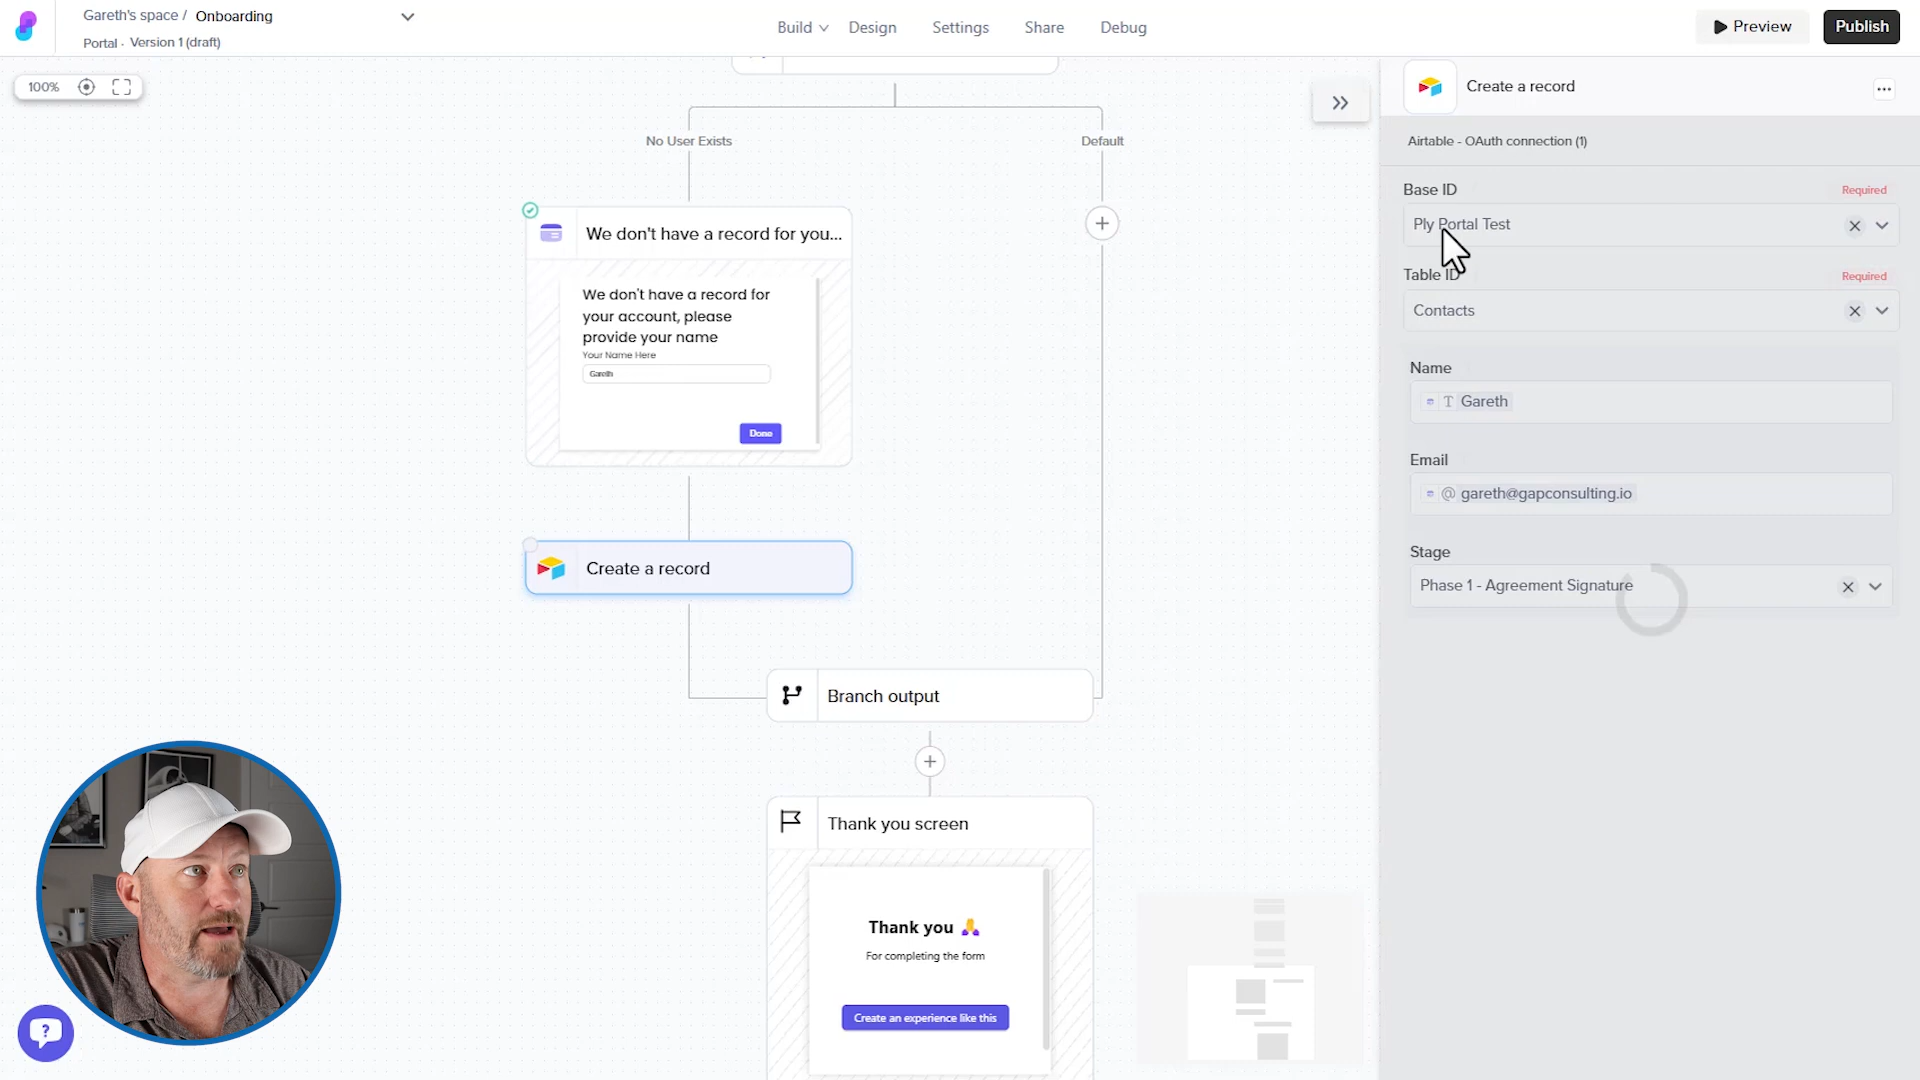 Gareth's space / Onboarding
Portal · Version 1 (draft)
Build
Design
Settings
Share
Debug
Preview
Publish
100%
Create a record
Airtable - OAuth connection (1)
Base ID
Required
Ply Portal Test
Table ID
Required
Contacts
Name
T Gareth
Email
@ gareth@gapconsulting.io
Stage
Phase 1 - Agreement Signature
No User Exists
Default
We don't have a record for you...
We don't have a record for
your account, please
provide your name
Your Name Here
Gareth
Done
Create a record
Branch output
Thank you screen
Thank you 🙏
For completing the form
Create an experience like this